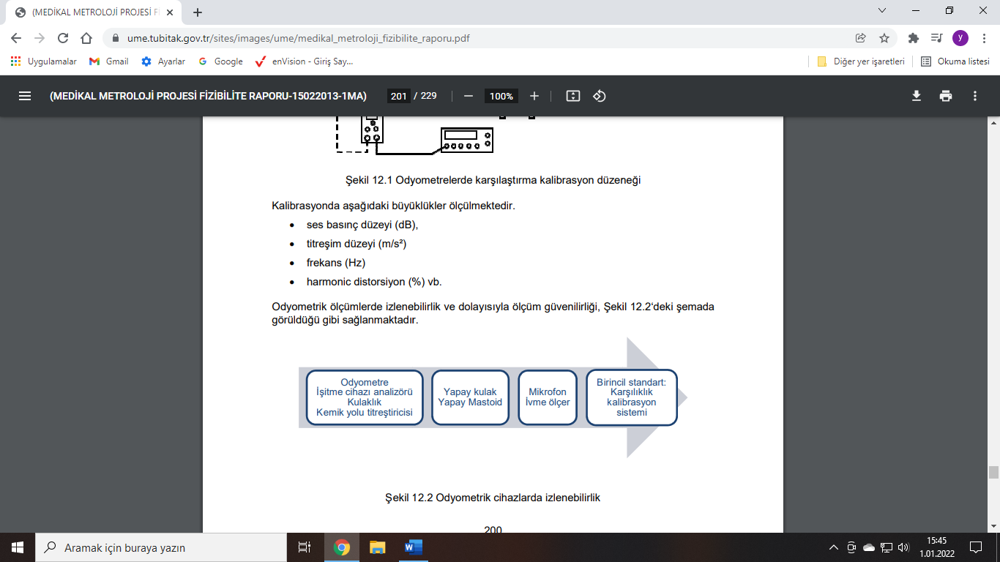 (MEDİKAL METROLOJİ PROJESİ Fİ
ume.tubitak.gov.tr/sites/images/ume/medikal_metroloji_fizibilite_raporu.pdf
y
Uygulamalar
Gmail
Ayarlar
Google
enVision - Giriş Say...
Diğer yer işaretleri
Okuma listesi
(MEDİKAL METROLOJİ PROJESİ FİZİBİLİTE RAPORU-15022013-1MA)
201 / 229
100%
Şekil 12.1 Odyometrelerde karşılaştırma kalibrasyon düzeneği
Kalibrasyonda aşağıdaki büyüklükler ölçülmektedir.
• ses basınç düzeyi (dB),
• titreşim düzeyi (m/s²)
• frekans (Hz)
• harmonic distorsiyon (%) vb.
Odyometrik ölçümlerde izlenebilirlik ve dolayısıyla ölçüm güvenilirliği, Şekil 12.2‘deki şemada
görüldüğü gibi sağlanmaktadır.
Odyometre
İşitme cihazı analizörü
Kulaklık
Kemik yolu titreştiricisi
Yapay kulak
Yapay Mastoid
Mikrofon
İvme ölçer
Birincil standart:
Karşılıklık
kalibrasyon
sistemi
Şekil 12.2 Odyometrik cihazlarda izlenebilirlik
200
Aramak için buraya yazın
15:45
1.01.2022